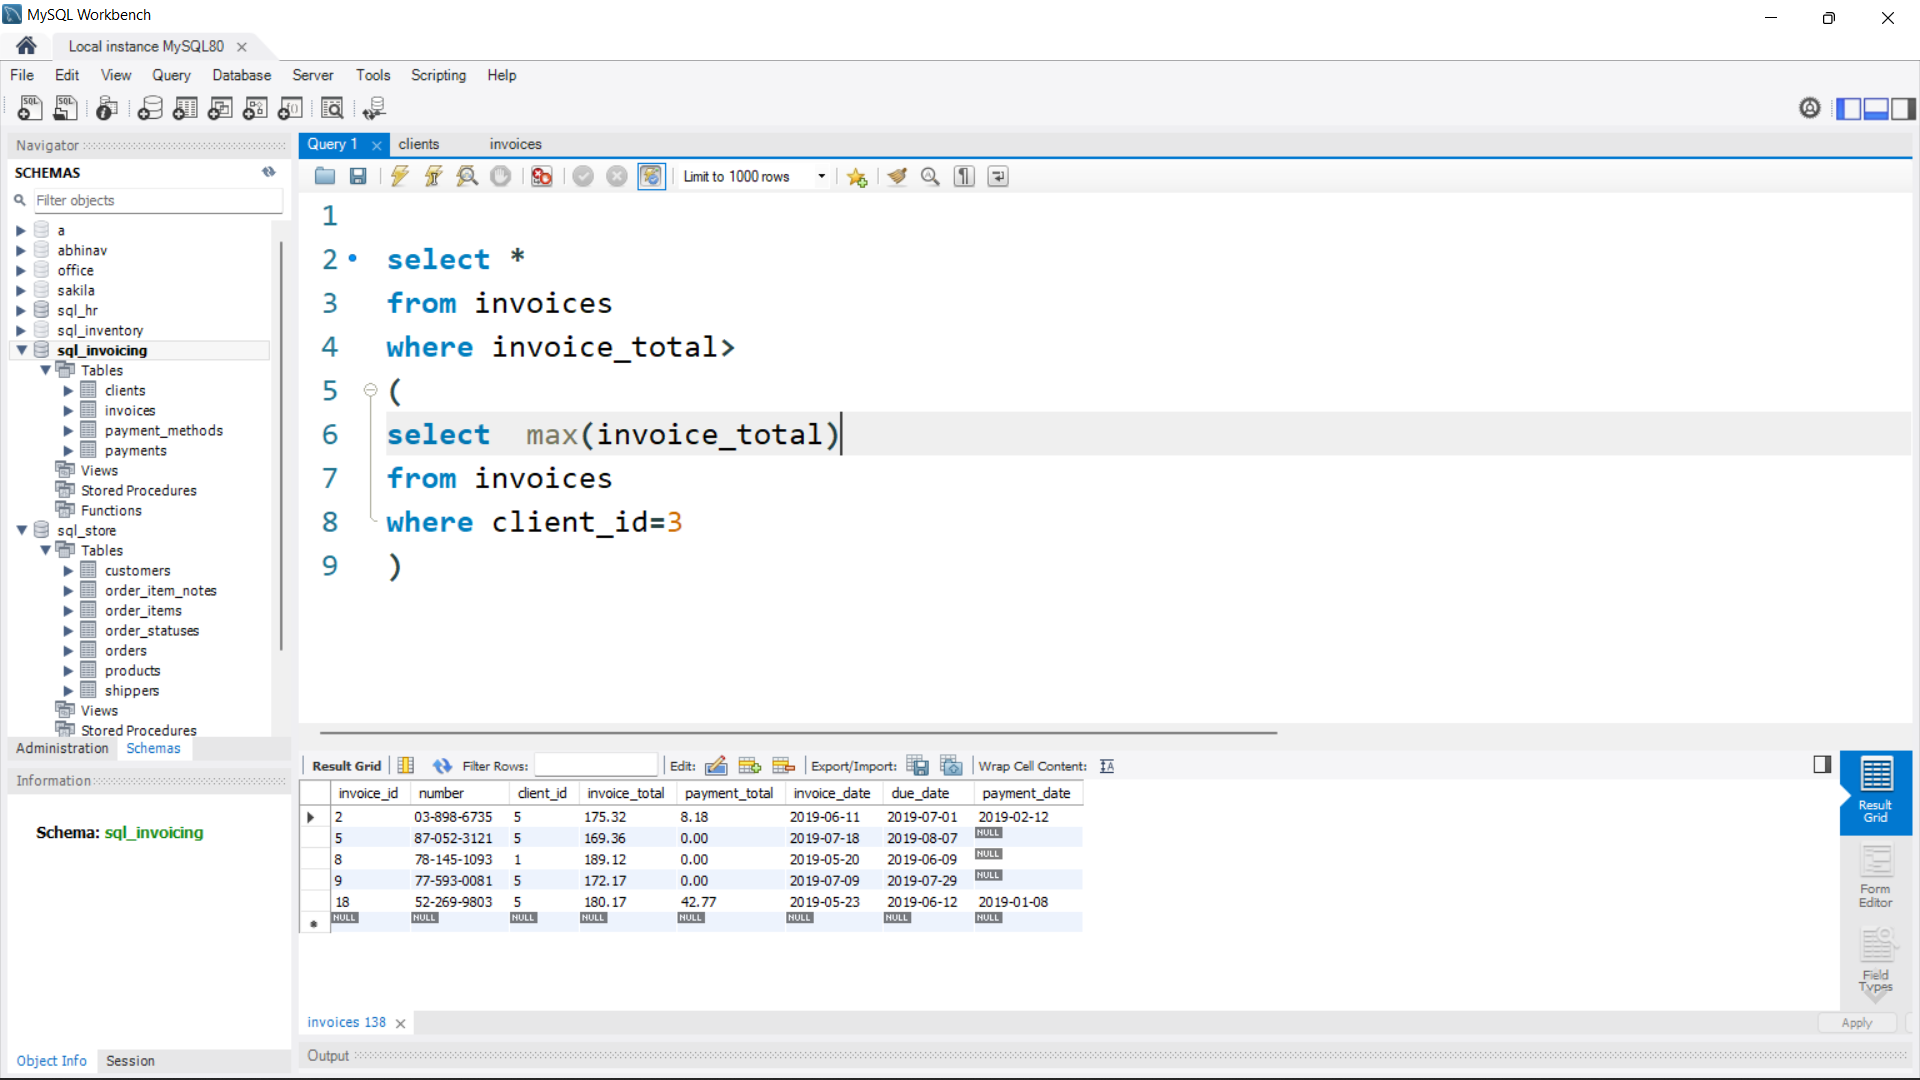 MySQL Workbench
Local instance MySQL80
File Edit View Query Database Server Tools Scripting Help
Navigator
SCHEMAS
Filter objects
a
abhinav
office
sakila
sql_hr
sql_inventory
sql_invoicing
Tables
clients
invoices
payment_methods
payments
Views
Stored Procedures
Functions
sql_store
Tables
customers
order_item_notes
order_items
order_statuses
orders
products
shippers
Views
Stored Procedures
Administration Schemas
Information
Schema: sql_invoicing
Object Info Session
Query 1 clients invoices
Limit to 1000 rows
1
2 select *
3 from invoices
4 where invoice_total>
5 (
6 select  max(invoice_total)
7 from invoices
8 where client_id=3
9 )
Result Grid Filter Rows: Edit: Export/Import: Wrap Cell Content:
invoice_id number client_id invoice_total payment_total invoice_date due_date payment_date
2 03-898-6735 5 175.32 8.18 2019-06-11 2019-07-01 2019-02-12
5 87-052-3121 5 169.36 0.00 2019-07-18 2019-08-07 NULL
8 78-145-1093 1 189.12 0.00 2019-05-20 2019-06-09 NULL
9 77-593-0081 5 172.17 0.00 2019-07-09 2019-07-29 NULL
18 52-269-9803 5 180.17 42.77 2019-05-23 2019-06-12 2019-01-08
NULL NULL NULL NULL NULL NULL NULL NULL
Result
Grid
Form
Editor
Field
Types
invoices 138
Apply
Output